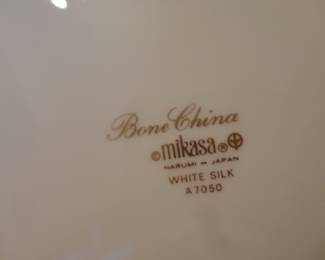 Bone China
©mikasa®
NARUMI – JAPAN
WHITE SILK
A7050